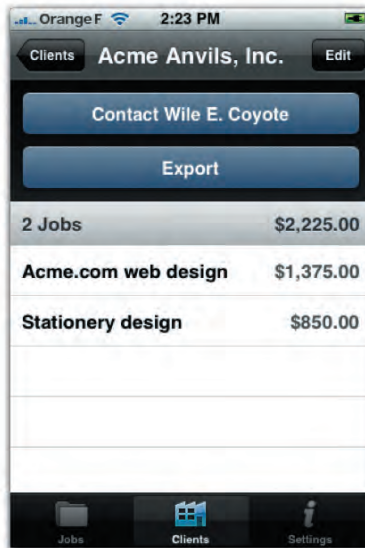 Orange F 2:23 PM
Clients Acme Anvils, Inc. Edit
Contact Wile E. Coyote
Export
2 Jobs $2,225.00
Acme.com web design $1,375.00
Stationery design $850.00
Jobs Clients Settings